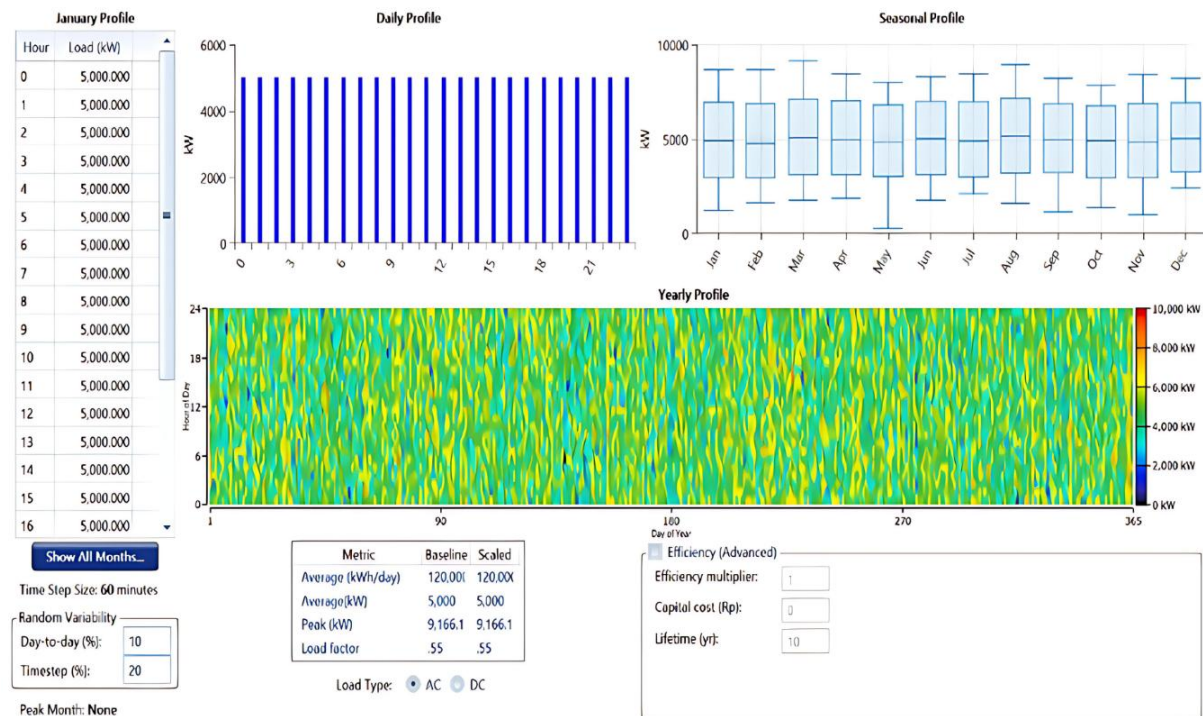 January Profile
Hour Load (kW)
0 5,000.000
1 5,000.000
2 5,000.000
3 5,000.000
4 5,000.000
5 5,000.000
6 5,000.000
7 5,000.000
8 5,000.000
9 5,000.000
10 5,000.000
11 5,000.000
12 5,000.000
13 5,000.000
14 5,000.000
15 5,000.000
16 5,000.000
Show All Months...
Time Step Size: 60 minutes
Random Variability
Day-to-day (%): 10
Timestep (%): 20
Peak Month: None
Daily Profile
kW
6000
4000
2000
0
0 3 6 9 12 15 18 21
Seasonal Profile
kW
10000
5000
0
Jan Feb Mar Apr May Jun Jul Aug Sep Oct Nov Dec
Yearly Profile
Hour of Day
24
18
12
6
0
1 90 180 270 365
Day of Year
10,000 kW
8,000 kW
6,000 kW
4,000 kW
2,000 kW
0 kW
Metric Baseline Scaled
Average (kWh/day) 120,00 120,00
Average(kW) 5,000 5,000
Peak (kW) 9,166.1 9,166.1
Load factor .55 .55
Load Type: AC DC
Efficiency (Advanced)
Efficiency multiplier: 1
Capital cost (Rp): 0
Lifetime (yr): 10